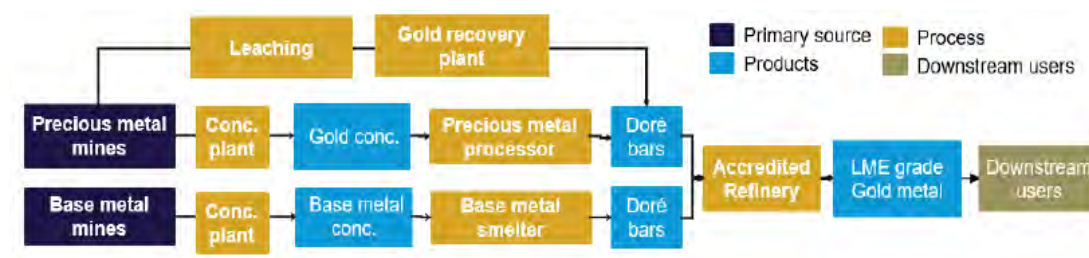 Leaching
Gold recovery
plant
Primary source
Process
Products
Downstream users
Precious metal
mines
Conc.
plant
Gold conc.
Precious metal
processor
Doré
bars
Base metal
mines
Conc.
plant
Base metal
conc.
Base metal
smelter
Doré
bars
Accredited
Refinery
LME grade
Gold metal
Downstream
users